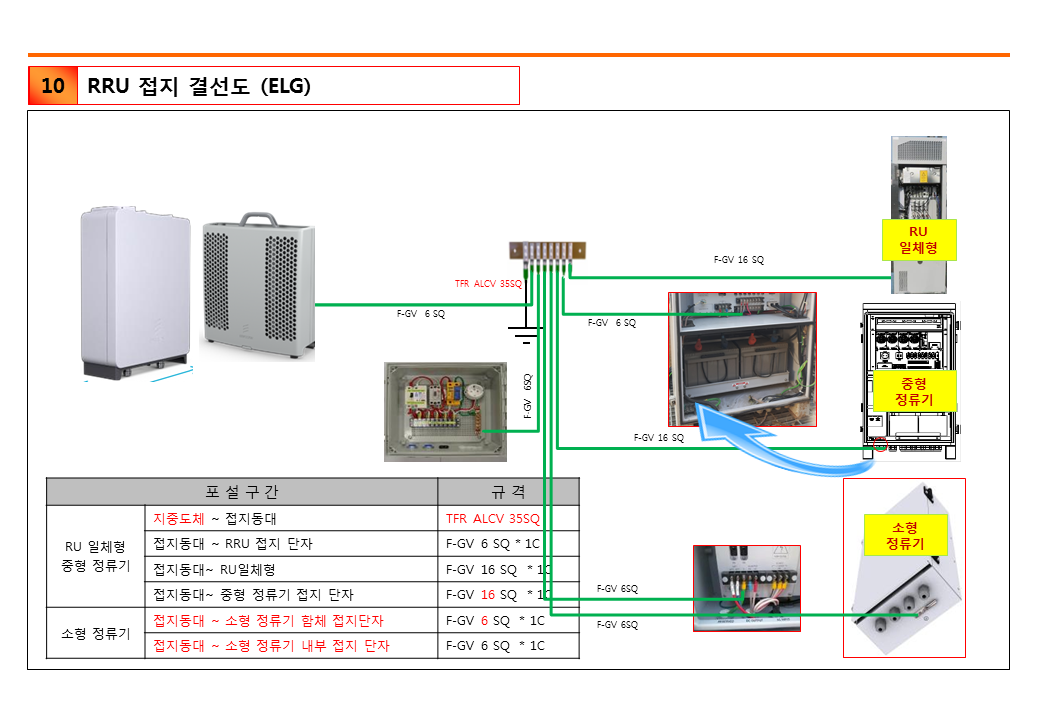 10 RRU 접지 결선도 (ELG)
RU
일체형
F-GV 16 SQ
TFR ALCV 35SQ
F-GV 6 SQ
F-GV 6 SQ
중형
정류기
F-GV 6SQ
F-GV 16 SQ
포 설 구 간 규 격
RU 일체형
중형 정류기
지중도체 ~ 접지동대 TFR ALCV 35SQ
접지동대 ~ RRU 접지 단자 F-GV 6 SQ * 1C
접지동대~ RU일체형 F-GV 16 SQ * 1C
접지동대~ 중형 정류기 접지 단자 F-GV 16 SQ * 1C
소형 정류기
접지동대 ~ 소형 정류기 함체 접지단자 F-GV 6 SQ * 1C
접지동대 ~ 소형 정류기 내부 접지 단자 F-GV 6 SQ * 1C
소형
정류기
F-GV 6SQ
F-GV 6SQ